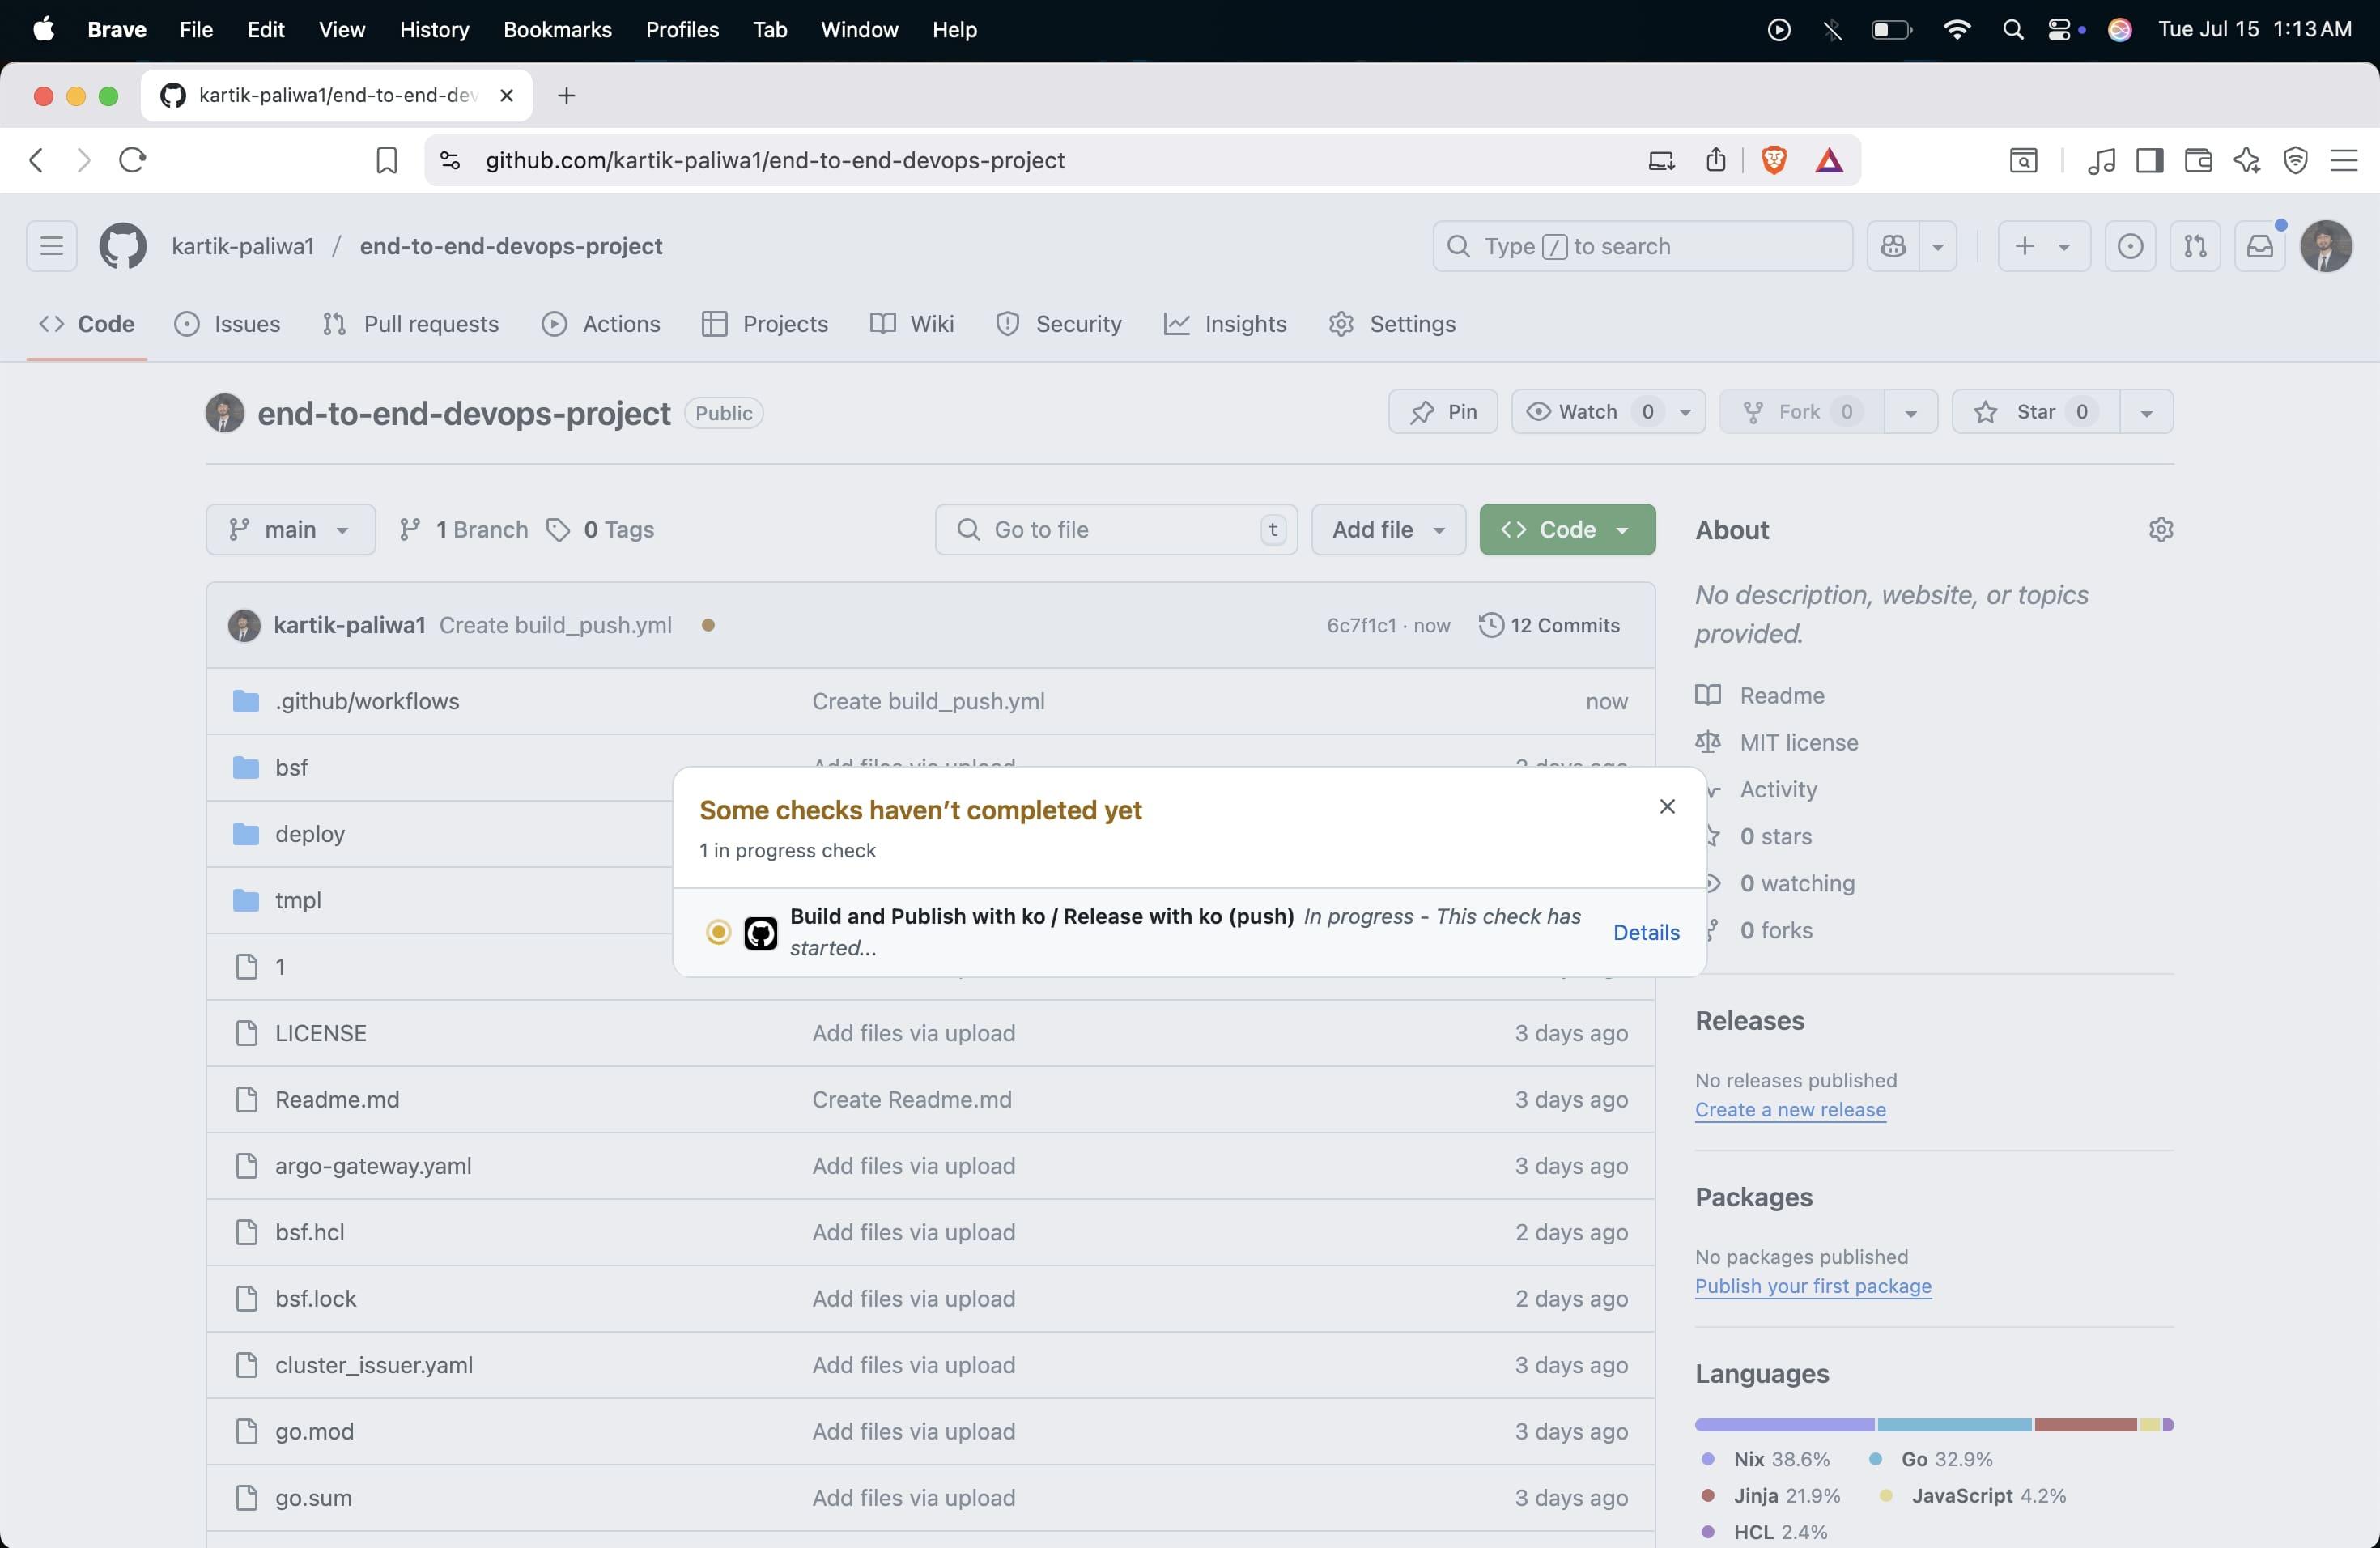 Brave File Edit View History Bookmarks Profiles Tab Window Help Tue Jul 15 1:13 AM
kartik-paliwa1/end-to-end-dev
github.com/kartik-paliwa1/end-to-end-devops-project
kartik-paliwa1 / end-to-end-devops-project
Type / to search
Code Issues Pull requests Actions Projects Wiki Security Insights Settings
end-to-end-devops-project Public
Pin Watch 0 Fork 0 Star 0
main 1 Branch 0 Tags
Go to file t Add file Code
kartik-paliwa1 Create build_push.yml 6c7f1c1 · now 12 Commits
.github/workflows Create build_push.yml now
bsf Add files via upload 2 days ago
deploy
tmpl
1
LICENSE Add files via upload 3 days ago
Readme.md Create Readme.md 3 days ago
argo-gateway.yaml Add files via upload 3 days ago
bsf.hcl Add files via upload 2 days ago
bsf.lock Add files via upload 2 days ago
cluster_issuer.yaml Add files via upload 3 days ago
go.mod Add files via upload 3 days ago
go.sum Add files via upload 3 days ago
Some checks haven't completed yet
1 in progress check
Build and Publish with ko / Release with ko (push) In progress - This check has
started...
Details
About
No description, website, or topics
provided.
Readme
MIT license
Activity
0 stars
0 watching
0 forks
Releases
No releases published
Create a new release
Packages
No packages published
Publish your first package
Languages
Nix 38.6% Go 32.9%
Jinja 21.9% JavaScript 4.2%
HCL 2.4%